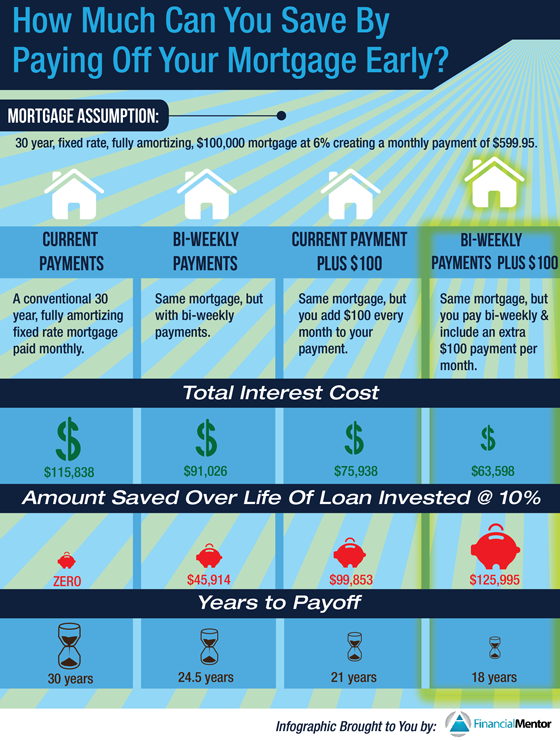 How Much Can You Save By
Paying Off Your Mortgage Early?
MORTGAGE ASSUMPTION:
30 year, fixed rate, fully amortizing, $100,000 mortgage at 6% creating a monthly payment of $599.95.
CURRENT
PAYMENTS
BI-WEEKLY
PAYMENTS
CURRENT PAYMENT
PLUS $100
BI-WEEKLY
PAYMENTS PLUS $100
A conventional 30
year, fully amortizing
fixed rate mortgage
paid monthly.
Same mortgage, but
with bi-weekly
payments.
Same mortgage, but
you add $100 every
month to your
payment.
Same mortgage, but
you pay bi-weekly &
include an extra
$100 payment per
month.
Total Interest Cost
$ $ $ $
$115,838 $91,026 $75,938 $63,598
Amount Saved Over Life Of Loan Invested @ 10%
ZERO $45,914 $99,853 $125,995
Years to Payoff
30 years 24.5 years 21 years 18 years
Infographic Brought to You by: FinancialMentor